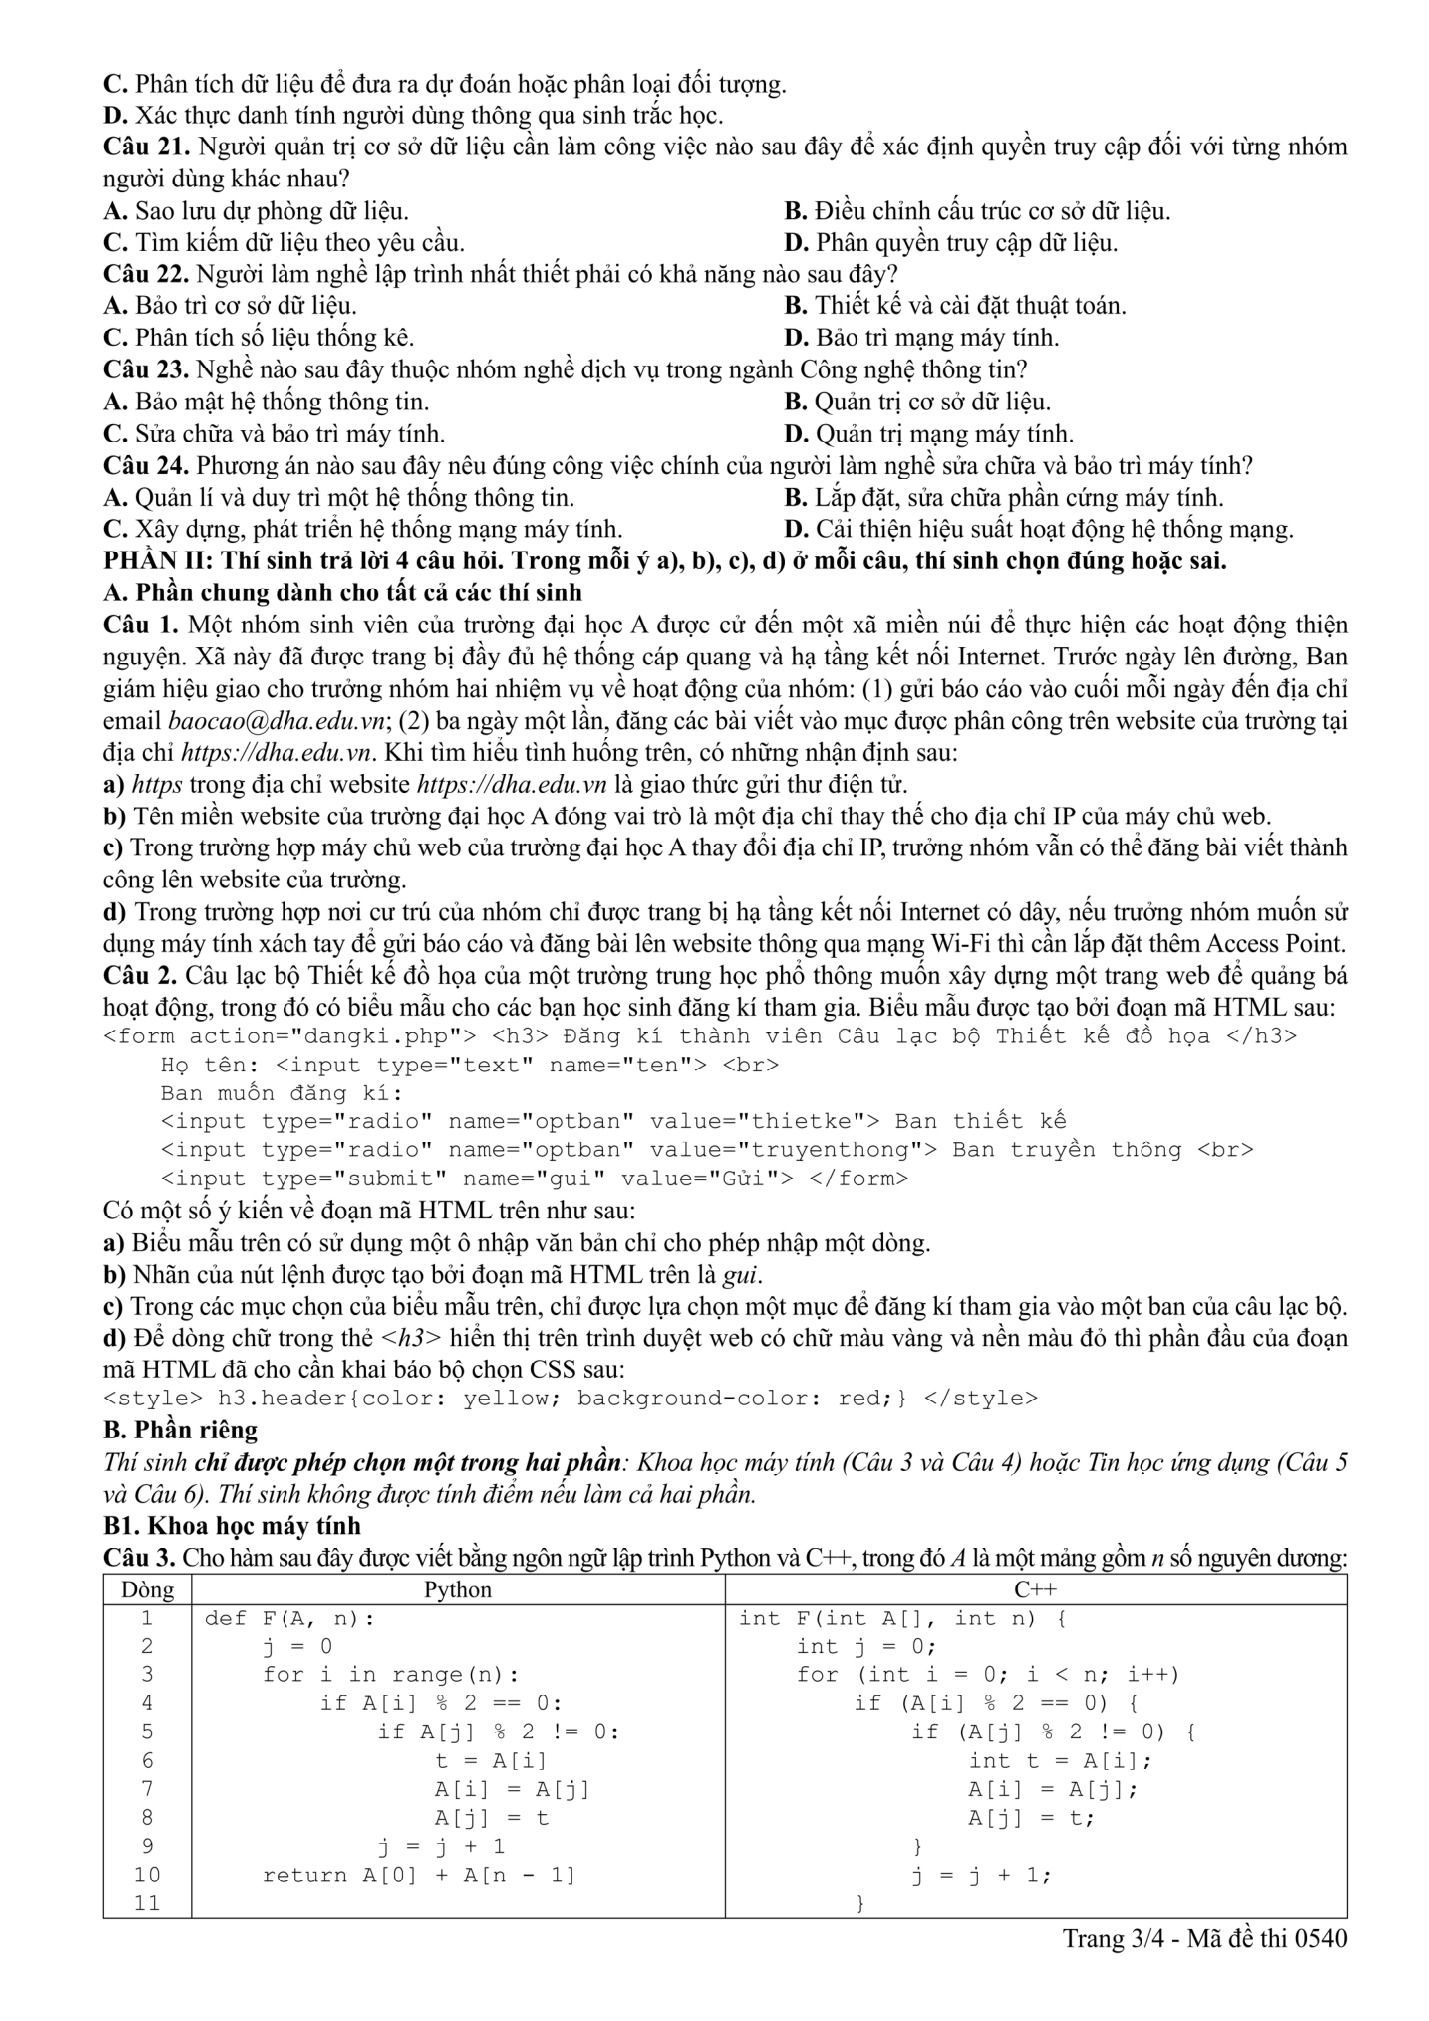 C. Phân tích dữ liệu để đưa ra dự đoán hoặc phân loại đối tượng.
D. Xác thực danh tính người dùng thông qua sinh trắc học.
Câu 21. Người quản trị cơ sở dữ liệu cần làm công việc nào sau đây để xác định quyền truy cập đối với từng nhóm
người dùng khác nhau?
A. Sao lưu dự phòng dữ liệu. B. Điều chỉnh cấu trúc cơ sở dữ liệu.
C. Tìm kiếm dữ liệu theo yêu cầu. D. Phân quyền truy cập dữ liệu.
Câu 22. Người làm nghề lập trình nhất thiết phải có khả năng nào sau đây?
A. Bảo trì cơ sở dữ liệu. B. Thiết kế và cài đặt thuật toán.
C. Phân tích số liệu thống kê. D. Bảo trì mạng máy tính.
Câu 23. Nghề nào sau đây thuộc nhóm nghề dịch vụ trong ngành Công nghệ thông tin?
A. Bảo mật hệ thống thông tin. B. Quản trị cơ sở dữ liệu.
C. Sửa chữa và bảo trì máy tính. D. Quản trị mạng máy tính.
Câu 24. Phương án nào sau đây nêu đúng công việc chính của người làm nghề sửa chữa và bảo trì máy tính?
A. Quản lí và duy trì một hệ thống thông tin. B. Lắp đặt, sửa chữa phần cứng máy tính.
C. Xây dựng, phát triển hệ thống mạng máy tính. D. Cải thiện hiệu suất hoạt động hệ thống mạng.
PHẦN II: Thí sinh trả lời 4 câu hỏi. Trong mỗi ý a), b), c), d) ở mỗi câu, thí sinh chọn đúng hoặc sai.
A. Phần chung dành cho tất cả các thí sinh
Câu 1. Một nhóm sinh viên của trường đại học A được cử đến một xã miền núi để thực hiện các hoạt động thiện
nguyện. Xã này đã được trang bị đầy đủ hệ thống cáp quang và hạ tầng kết nối Internet. Trước ngày lên đường, Ban
giám hiệu giao cho trưởng nhóm hai nhiệm vụ về hoạt động của nhóm: (1) gửi báo cáo vào cuối mỗi ngày đến địa chỉ
email baocao@dha.edu.vn; (2) ba ngày một lần, đăng các bài viết vào mục được phân công trên website của trường tại
địa chỉ https://dha.edu.vn. Khi tìm hiểu tình huống trên, có những nhận định sau:
a) https trong địa chỉ website https://dha.edu.vn là giao thức gửi thư điện tử.
b) Tên miền website của trường đại học A đóng vai trò là một địa chỉ thay thế cho địa chỉ IP của máy chủ web.
c) Trong trường hợp máy chủ web của trường đại học A thay đổi địa chỉ IP, trưởng nhóm vẫn có thể đăng bài viết thành
công lên website của trường.
d) Trong trường hợp nơi cư trú của nhóm chỉ được trang bị hạ tầng kết nối Internet có dây, nếu trưởng nhóm muốn sử
dụng máy tính xách tay để gửi báo cáo và đăng bài lên website thông qua mạng Wi-Fi thì cần lắp đặt thêm Access Point.
Câu 2. Câu lạc bộ Thiết kế đồ họa của một trường trung học phổ thông muốn xây dựng một trang web để quảng bá
hoạt động, trong đó có biểu mẫu cho các bạn học sinh đăng kí tham gia. Biểu mẫu được tạo bởi đoạn mã HTML sau:
<form action="dangki.php"> <h3> Đăng kí thành viên Câu lạc bộ Thiết kế đồ họa </h3>
Họ tên: <input type="text" name="ten"> <br>
Ban muốn đăng kí:
<input type="radio" name="optban" value="thietke"> Ban thiết kế
<input type="radio" name="optban" value="truyenthong"> Ban truyền thông <br>
<input type="submit" name="gui" value="Gửi"> </form>
Có một số ý kiến về đoạn mã HTML trên như sau:
a) Biểu mẫu trên có sử dụng một ô nhập văn bản chỉ cho phép nhập một dòng.
b) Nhãn của nút lệnh được tạo bởi đoạn mã HTML trên là gui.
c) Trong các mục chọn của biểu mẫu trên, chỉ được lựa chọn một mục để đăng kí tham gia vào một ban của câu lạc bộ.
d) Để dòng chữ trong thẻ <h3> hiển thị trên trình duyệt web có chữ màu vàng và nền màu đỏ thì phần đầu của đoạn
mã HTML đã cho cần khai báo bộ chọn CSS sau:
<style> h3.header{color: yellow; background-color: red;} </style>
B. Phần riêng
Thí sinh chỉ được phép chọn một trong hai phần: Khoa học máy tính (Câu 3 và Câu 4) hoặc Tin học ứng dụng (Câu 5
và Câu 6). Thí sinh không được tính điểm nếu làm cả hai phần.
B1. Khoa học máy tính
Câu 3. Cho hàm sau đây được viết bằng ngôn ngữ lập trình Python và C++, trong đó A là một mảng gồm n số nguyên dương:
Dòng Python C++
1 def F(A, n): int F(int A[], int n) {
2 j = 0 int j = 0;
3 for i in range(n): for (int i = 0; i < n; i++)
4 if A[i] % 2 == 0: if (A[i] % 2 == 0) {
5 if A[j] % 2 != 0: if (A[j] % 2 != 0) {
6 t = A[i] int t = A[i];
7 A[i] = A[j] A[i] = A[j];
8 A[j] = t A[j] = t;
9 j = j + 1 }
10 return A[0] + A[n - 1] j = j + 1;
11 }
Trang 3/4 - Mã đề thi 0540